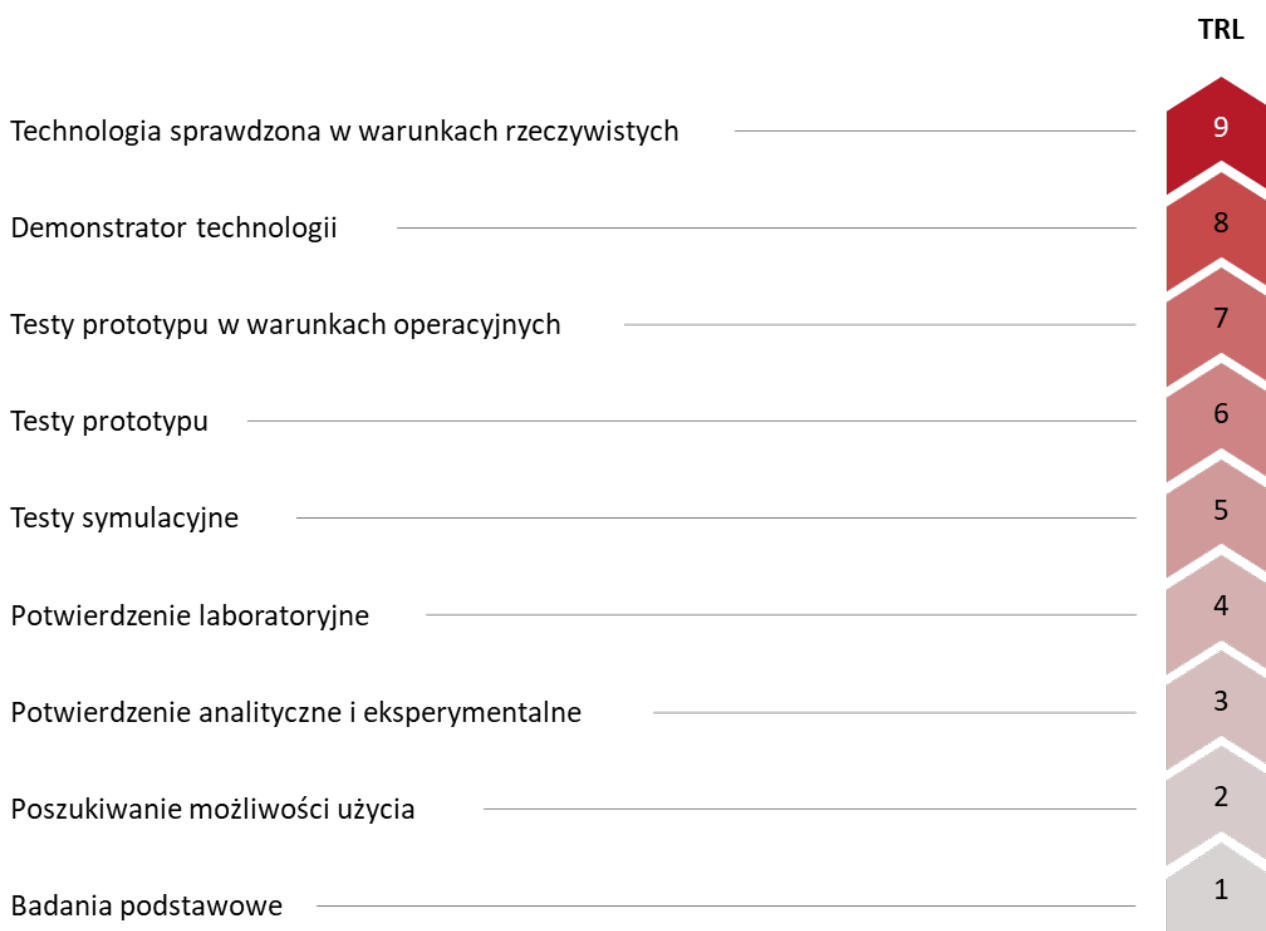 TRL
Technologia sprawdzona w warunkach rzeczywistych 9
Demonstrator technologii 8
Testy prototypu w warunkach operacyjnych 7
Testy prototypu 6
Testy symulacyjne 5
Potwierdzenie laboratoryjne 4
Potwierdzenie analityczne i eksperymentalne 3
Poszukiwanie możliwości użycia 2
Badania podstawowe 1